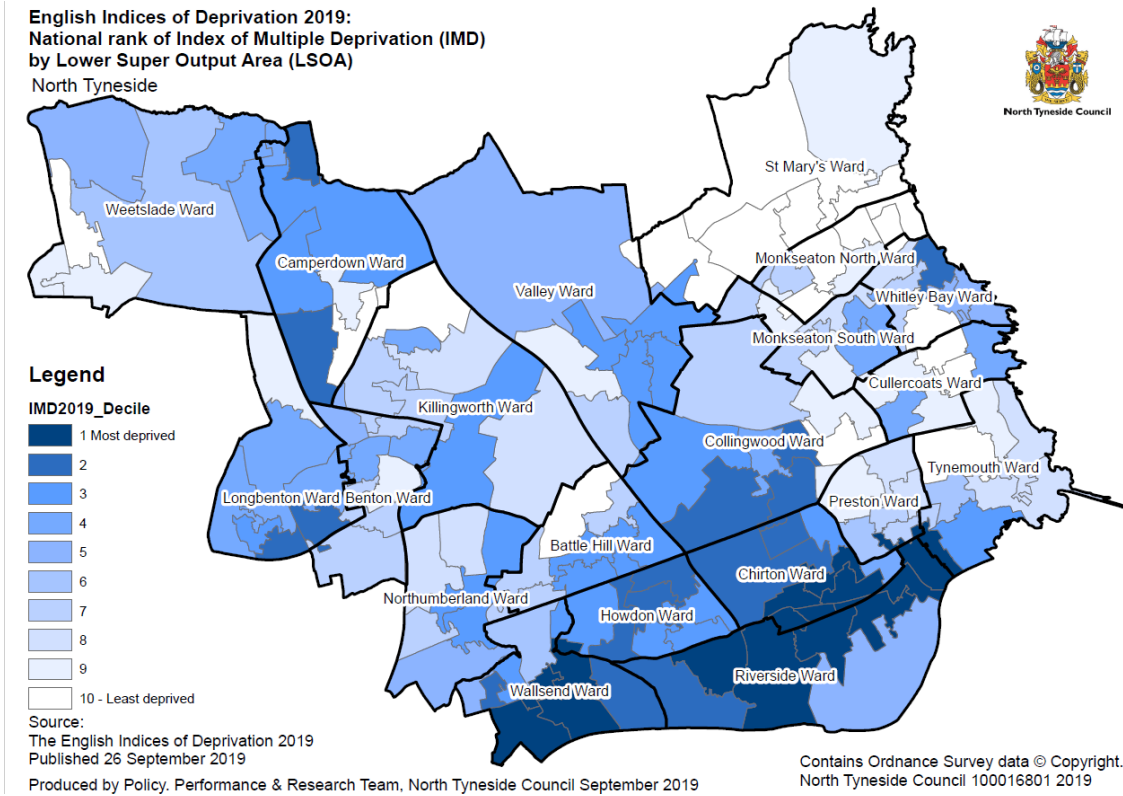 English Indices of Deprivation 2019:
National rank of Index of Multiple Deprivation (IMD)
by Lower Super Output Area (LSOA)
North Tyneside
North Tyneside Council
St Mary's Ward
Weetslade Ward
Monkseaton North Ward
Camperdown Ward
Valley Ward
Whitley Bay Ward
Monkseaton South Ward
Legend
Cullercoats Ward
IMD2019_Decile
Killingworth Ward
1 Most deprived
Collingwood Ward
2
Tynemouth Ward
3
Longbenton Ward
Benton Ward
Preston Ward
4
Battle Hill Ward
5
Chirton Ward
6
Northumberland Ward
7
Howdon Ward
8
9
Riverside Ward
Wallsend Ward
10 - Least deprived
Source:
The English Indices of Deprivation 2019
Published 26 September 2019
Produced by Policy. Performance & Research Team, North Tyneside Council September 2019
Contains Ordnance Survey data © Copyright.
North Tyneside Council 100016801 2019